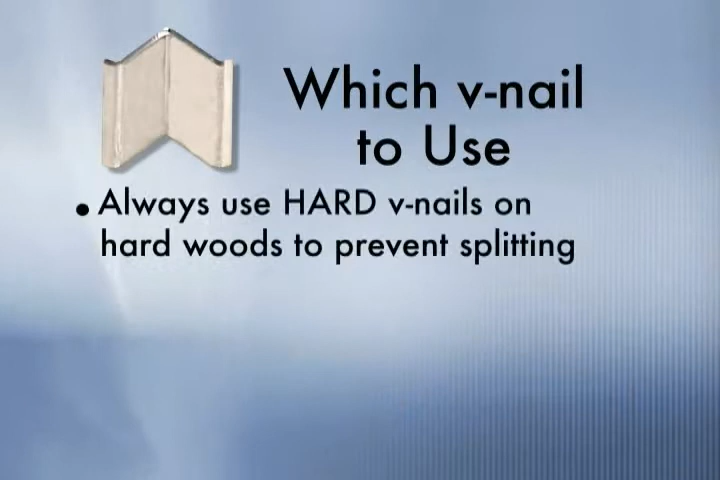 Which v-nail
to Use
• Always use HARD v-nails on
hard woods to prevent splitting